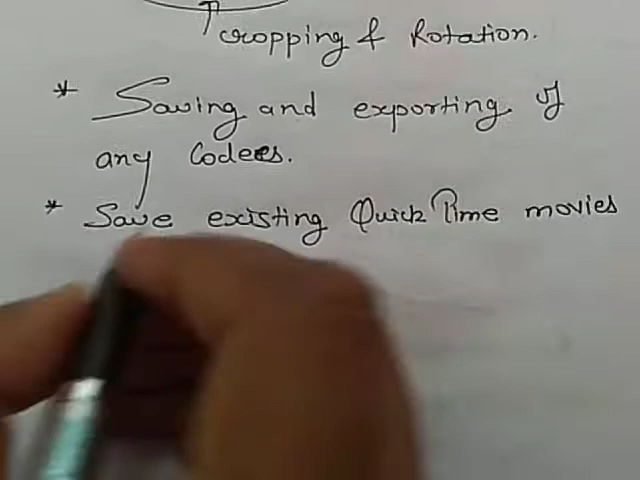 cropping & Rotation.
* Saving and exporting of
any Codecs.
* Save existing QuickTime movies